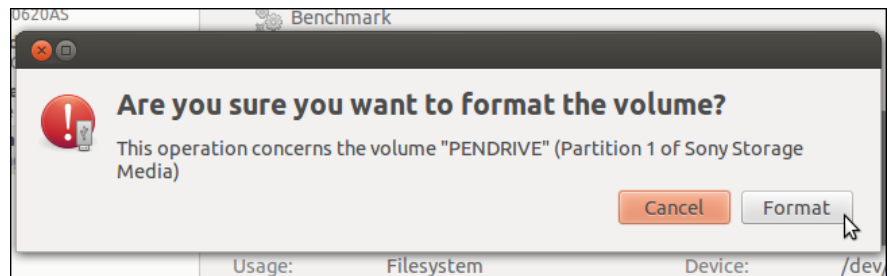 0620AS
Benchmark
Are you sure you want to format the volume?
This operation concerns the volume "PENDRIVE" (Partition 1 of Sony Storage
Media)
Cancel
Format
Usage:
Filesystem
Device:
/dev/